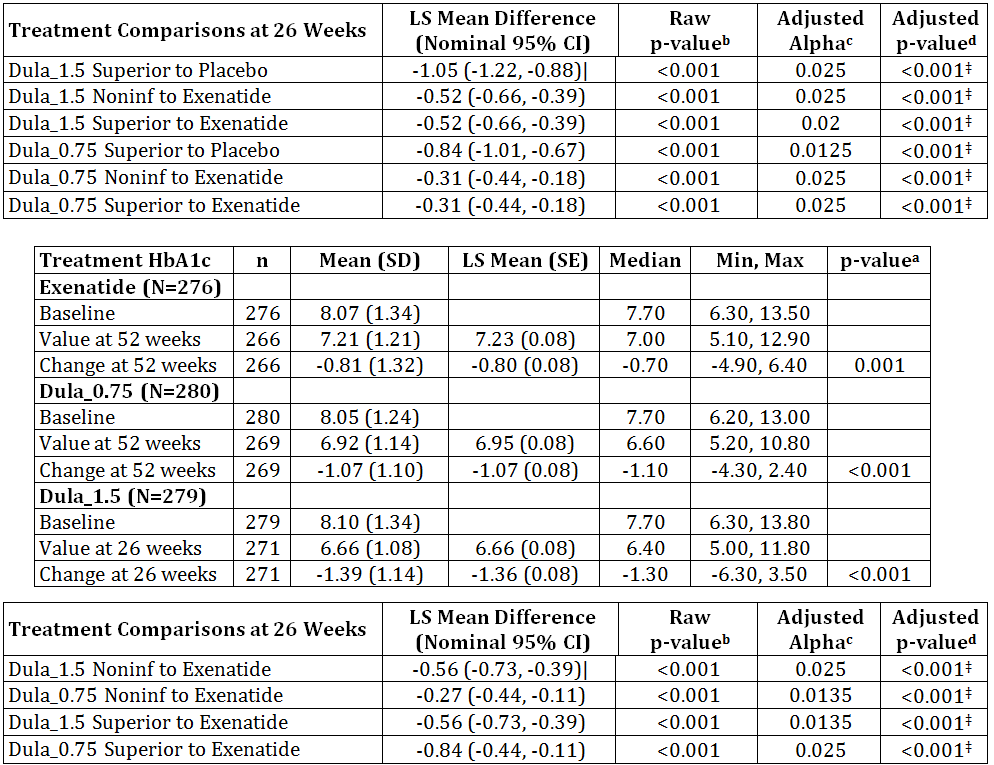 Treatment Comparisons at 26 Weeks LS Mean Difference (Nominal 95% CI) Raw p-valueᵇ Adjusted Alphaᶜ Adjusted p-valueᵈ
Dula_1.5 Superior to Placebo -1.05 (-1.22, -0.88)| <0.001 0.025 <0.001‡
Dula_1.5 Noninf to Exenatide -0.52 (-0.66, -0.39) <0.001 0.025 <0.001‡
Dula_1.5 Superior to Exenatide -0.52 (-0.66, -0.39) <0.001 0.02 <0.001‡
Dula_0.75 Superior to Placebo -0.84 (-1.01, -0.67) <0.001 0.0125 <0.001‡
Dula_0.75 Noninf to Exenatide -0.31 (-0.44, -0.18) <0.001 0.025 <0.001‡
Dula_0.75 Superior to Exenatide -0.31 (-0.44, -0.18) <0.001 0.025 <0.001‡
Treatment HbA1c n Mean (SD) LS Mean (SE) Median Min, Max p-valueᵃ
Exenatide (N=276)
Baseline 276 8.07 (1.34) 7.70 6.30, 13.50
Value at 52 weeks 266 7.21 (1.21) 7.23 (0.08) 7.00 5.10, 12.90
Change at 52 weeks 266 -0.81 (1.32) -0.80 (0.08) -0.70 -4.90, 6.40 0.001
Dula_0.75 (N=280)
Baseline 280 8.05 (1.24) 7.70 6.20, 13.00
Value at 52 weeks 269 6.92 (1.14) 6.95 (0.08) 6.60 5.20, 10.80
Change at 52 weeks 269 -1.07 (1.10) -1.07 (0.08) -1.10 -4.30, 2.40 <0.001
Dula_1.5 (N=279)
Baseline 279 8.10 (1.34) 7.70 6.30, 13.80
Value at 26 weeks 271 6.66 (1.08) 6.66 (0.08) 6.40 5.00, 11.80
Change at 26 weeks 271 -1.39 (1.14) -1.36 (0.08) -1.30 -6.30, 3.50 <0.001
Treatment Comparisons at 26 Weeks LS Mean Difference (Nominal 95% CI) Raw p-valueᵇ Adjusted Alphaᶜ Adjusted p-valueᵈ
Dula_1.5 Noninf to Exenatide -0.56 (-0.73, -0.39)| <0.001 0.025 <0.001‡
Dula_0.75 Noninf to Exenatide -0.27 (-0.44, -0.11) <0.001 0.0135 <0.001‡
Dula_1.5 Superior to Exenatide -0.56 (-0.73, -0.39) <0.001 0.0135 <0.001‡
Dula_0.75 Superior to Exenatide -0.84 (-0.44, -0.11) <0.001 0.025 <0.001‡